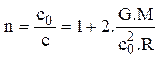 n = c₀/c = 1 + 2. G.M/c₀².R